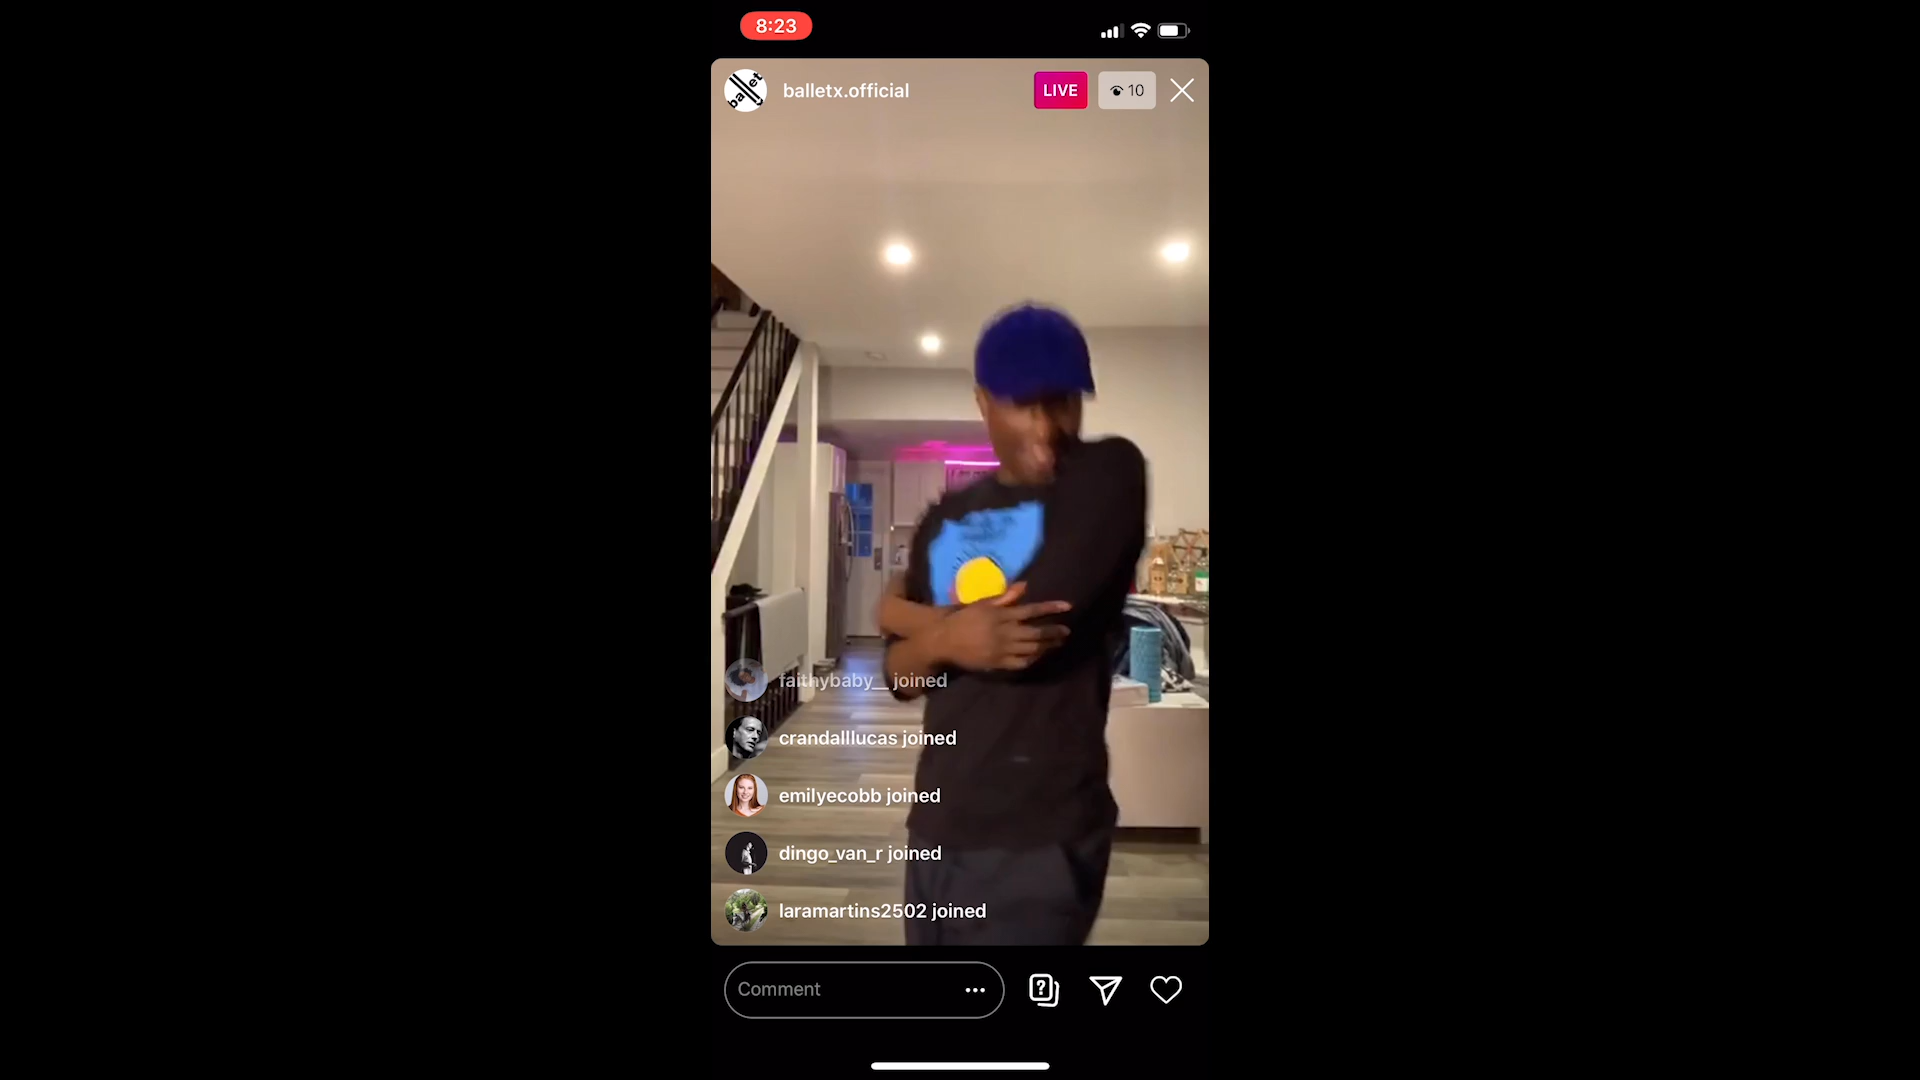 8:23
balletx.official
LIVE
10
faithybaby__ joined
crandalllucas joined
emilyecobb joined
dingo_van_r joined
laramartins2502 joined
Comment